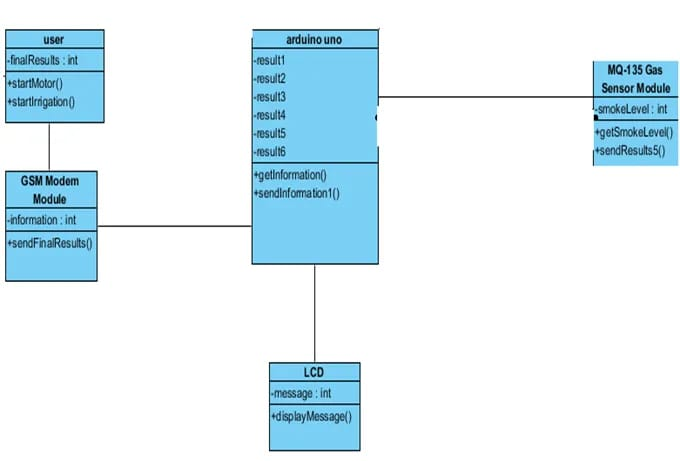 user
-finalResults : int
+startMotor()
+startIrrigation()
GSM Modem
Module
-information : int
+sendFinalResults()
arduino uno
-result1
-result2
-result3
-result4
-result5
-result6
+getInformation()
+sendInformation1()
MQ-135 Gas
Sensor Module
-smokeLevel : int
+getSmokeLevel()
+sendResults5()
LCD
-message : int
+displayMessage()